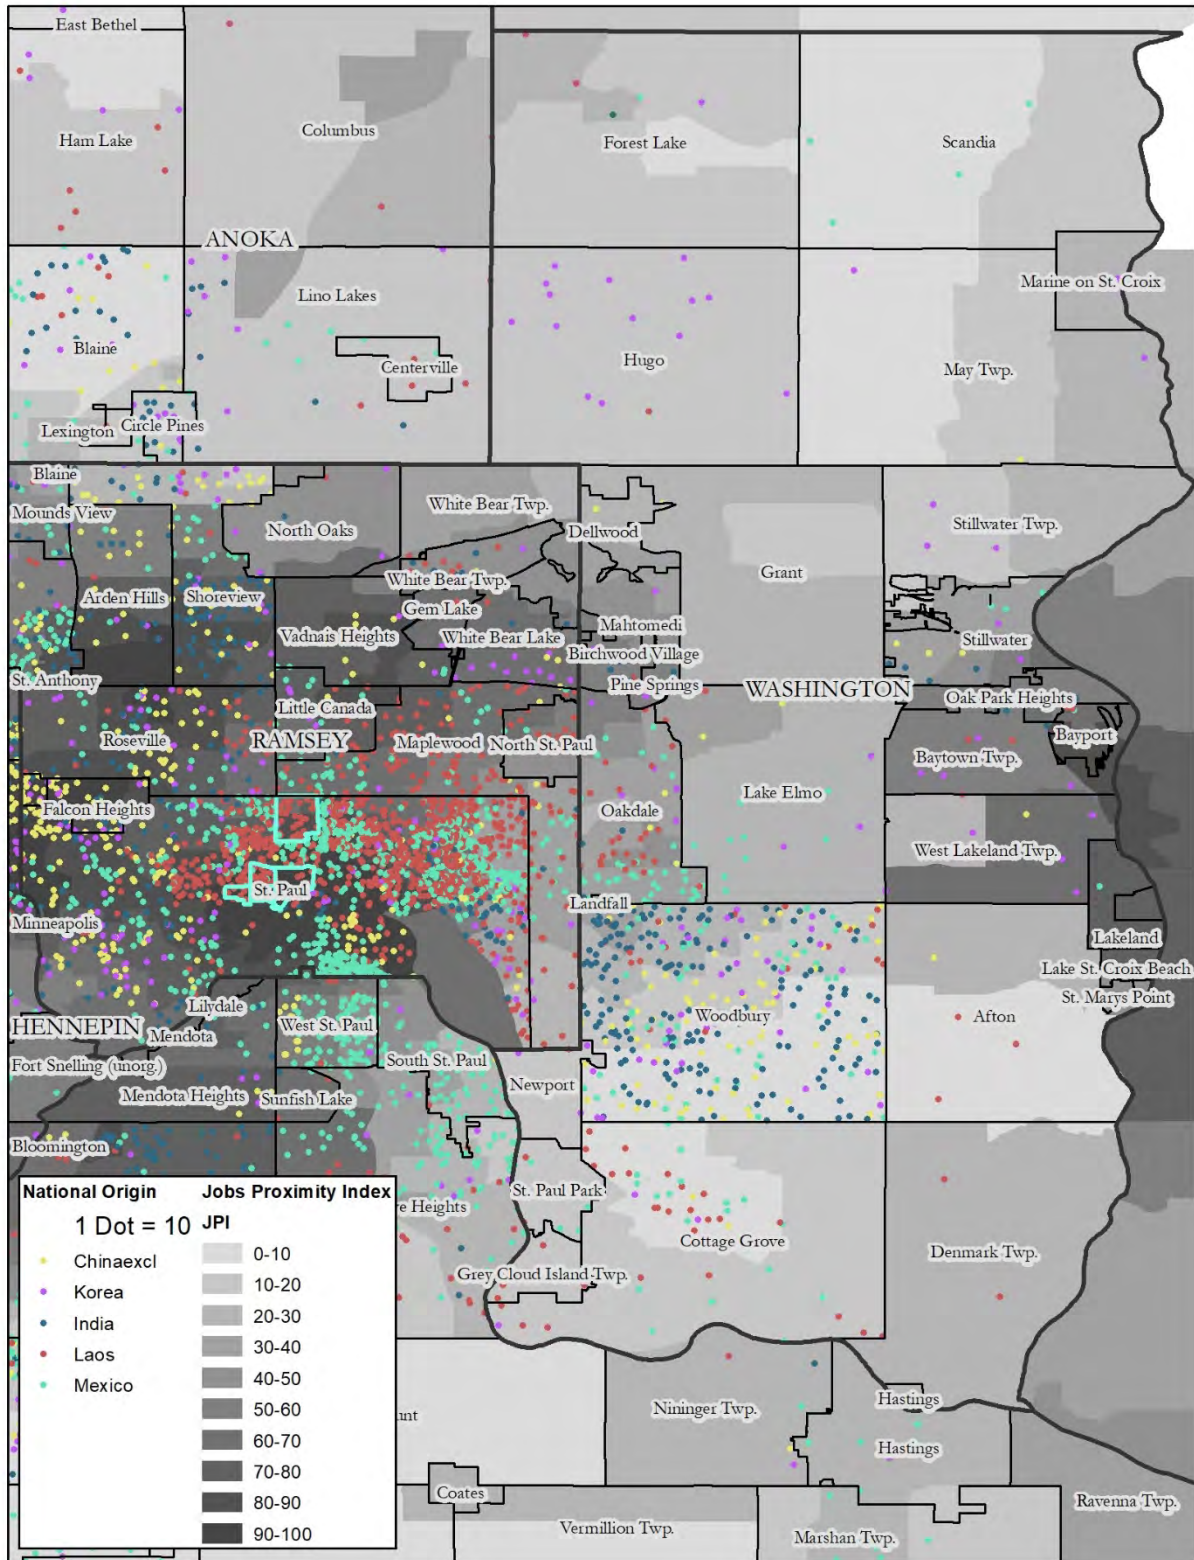 East Bethel
Ham Lake
Columbus
Forest Lake
Scandia
ANOKA
Lino Lakes
Marine on St. Croix
Blaine
Centerville
Hugo
May Twp.
Lexington
Circle Pines
Blaine
Mounds View
North Oaks
White Bear Twp.
Dellwood
Stillwater Twp.
Arden Hills
Shoreview
White Bear Twp.
Grant
Gem Lake
Vadnais Heights
White Bear Lake
Mahtomedi
Stillwater
Birchwood Village
St. Anthony
Pine Springs
WASHINGTON
Oak Park Heights
Little Canada
Roseville
RAMSEY
Maplewood
North St. Paul
Bayport
Baytown Twp.
Falcon Heights
Oakdale
Lake Elmo
West Lakeland Twp.
St. Paul
Landfall
Minneapolis
Lakeland
Lake St. Croix Beach
St. Marys Point
Lilydale
HENNEPIN
Mendota
West St. Paul
Woodbury
Afton
Fort Snelling (unorg.)
South St. Paul
Newport
Mendota Heights
Sunfish Lake
Bloomington
St. Paul Park
ve Heights
Cottage Grove
Denmark Twp.
Grey Cloud Island Twp.
National Origin
1 Dot = 10
Chinaexcl
Korea
India
Laos
Mexico
Jobs Proximity Index
JPI
0-10
10-20
20-30
30-40
40-50
50-60
60-70
70-80
80-90
90-100
unt
Nininger Twp.
Hastings
Hastings
Coates
Vermillion Twp.
Marshan Twp.
Ravenna Twp.